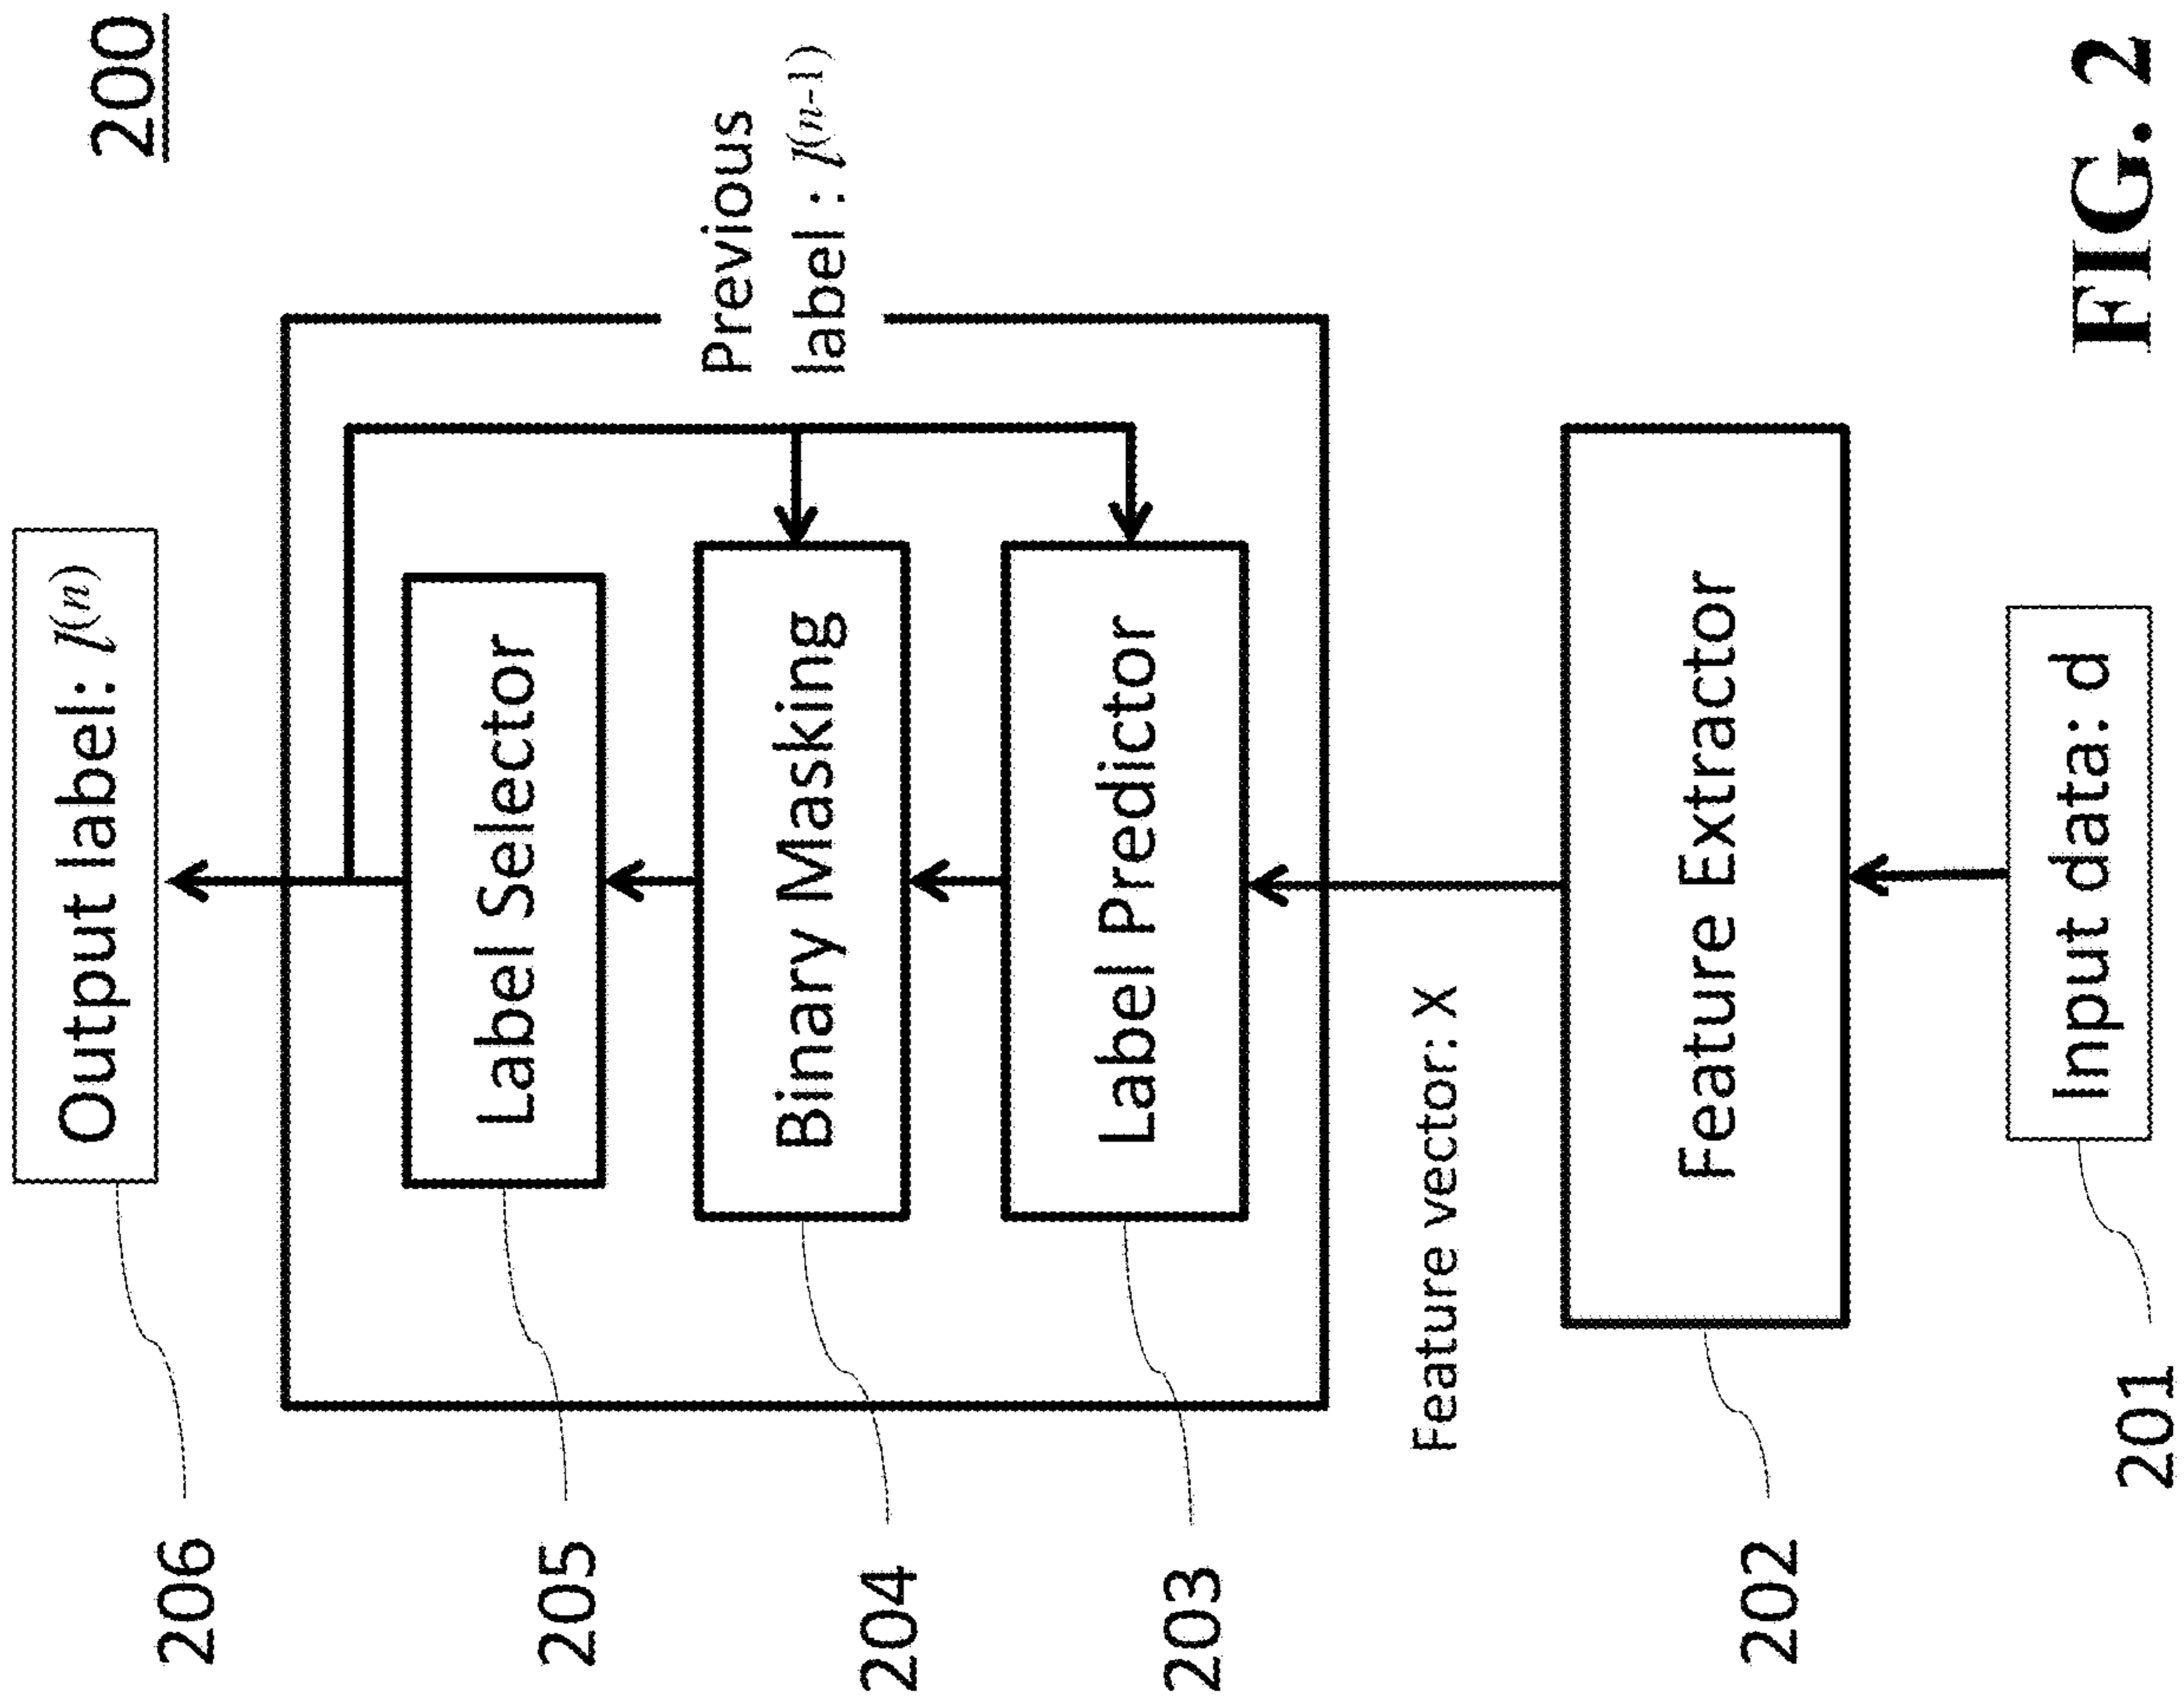 200
Output label: l(n)
206
Label Selector
205
Previous
label : l(n-1)
Binary Masking
204
Label Predictor
203
Feature vector: X
Feature Extractor
202
Input data: d
201
FIG. 2